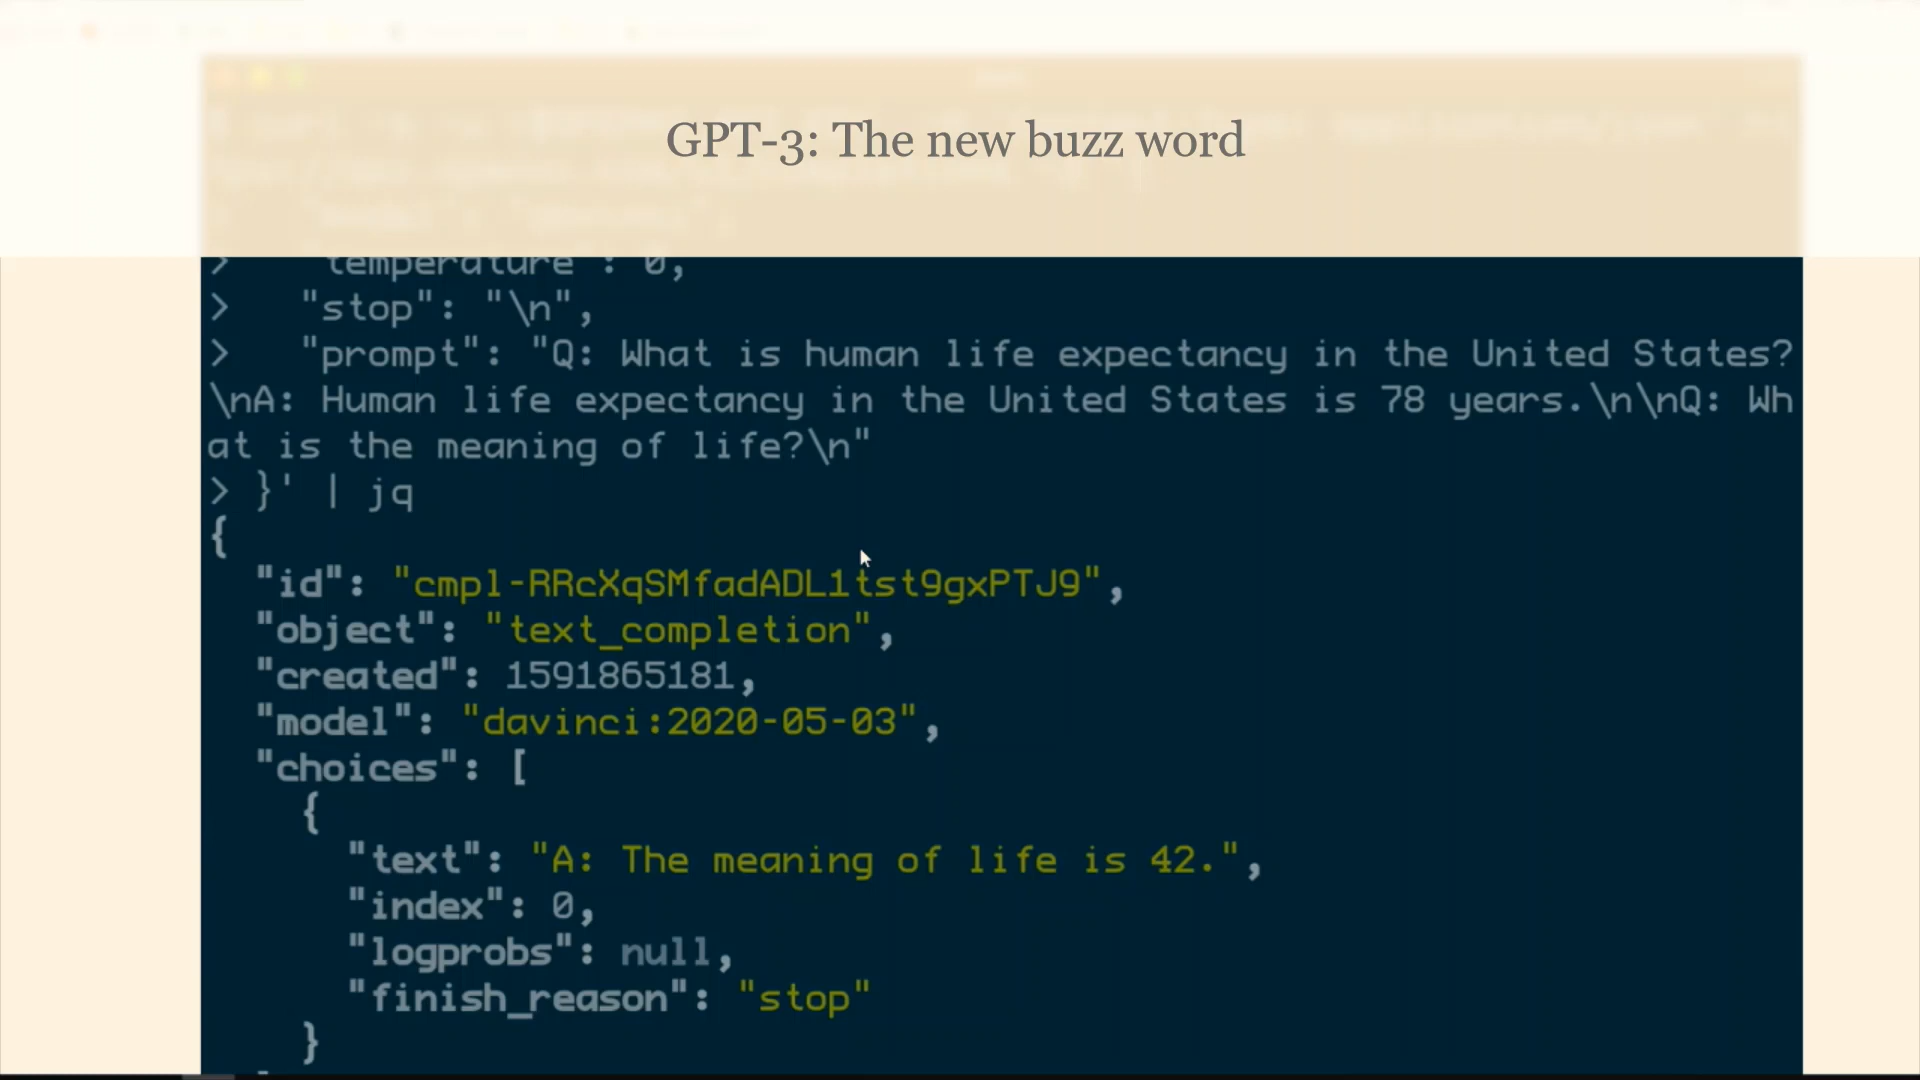 GPT-3: The new buzz word
> "temperature": 0,
> "stop": "\n",
> "prompt": "Q: What is human life expectancy in the United States?
\nA: Human life expectancy in the United States is 78 years.\n\nQ: Wh
at is the meaning of life?\n"
> }' | jq
{
"id": "cmpl-RRcXqSMfadADL1tst9gxPTJ9",
"object": "text_completion",
"created": 1591865181,
"model": "davinci:2020-05-03",
"choices": [
{
"text": "A: The meaning of life is 42.",
"index": 0,
"logprobs": null,
"finish_reason": "stop"
}